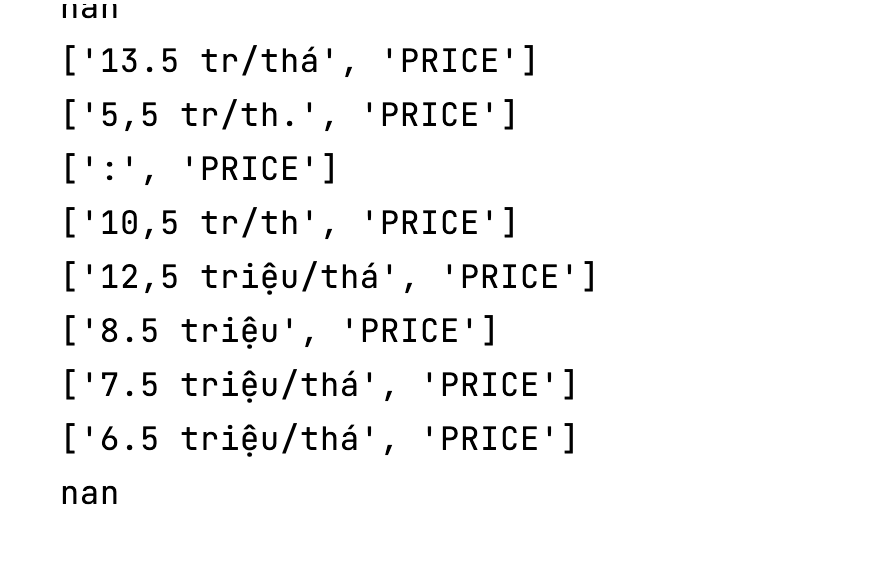 nan
['13.5 tr/thá', 'PRICE']
['5,5 tr/th.', 'PRICE']
[':', 'PRICE']
['10,5 tr/th', 'PRICE']
['12,5 triệu/thá', 'PRICE']
['8.5 triệu', 'PRICE']
['7.5 triệu/thá', 'PRICE']
['6.5 triệu/thá', 'PRICE']
nan